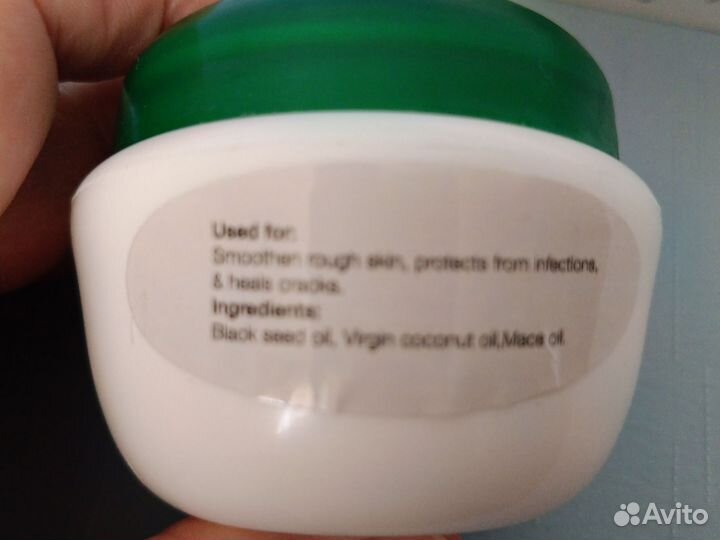 Used for:
Smoothen rough skin, protects from infections,
& heals cracks.
Ingredients:
Black seed oil, Virgin coconut oil,Mace oil.
Avito